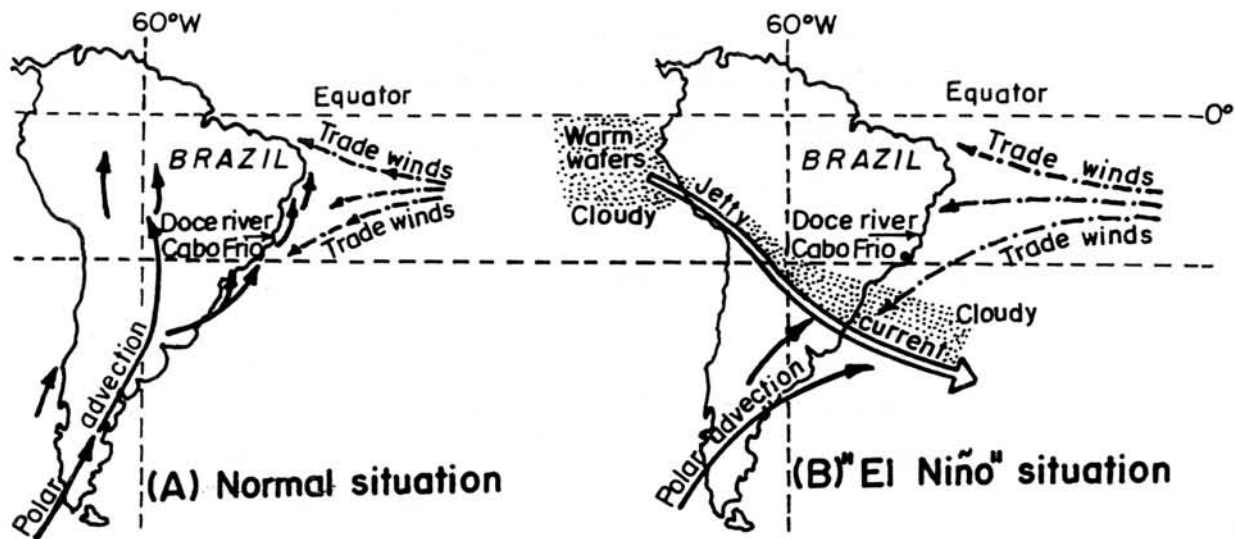 60°W
Equator
Trade winds
BRAZIL
Doce river
Cabo Frio
Trade winds
Polar advection
(A) Normal situation
60°W
Equator
0°
Warm
waters
Cloudy
BRAZIL
Trade winds
Jetty current
Doce river
Cabo Frio
Trade winds
Cloudy
Polar advection
(B) "El Niño" situation